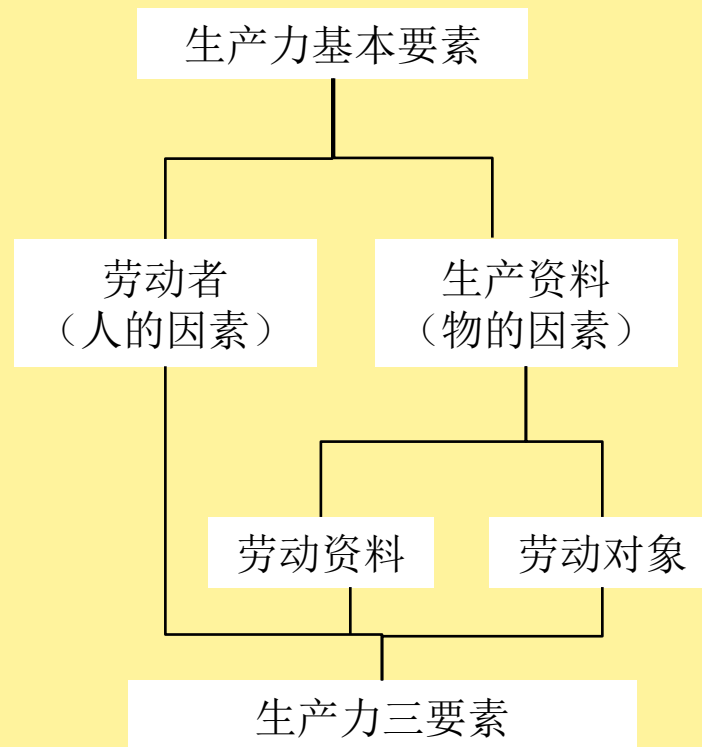 生产力基本要素
劳动者
（人的因素）
生产资料
（物的因素）
劳动资料
劳动对象
生产力三要素